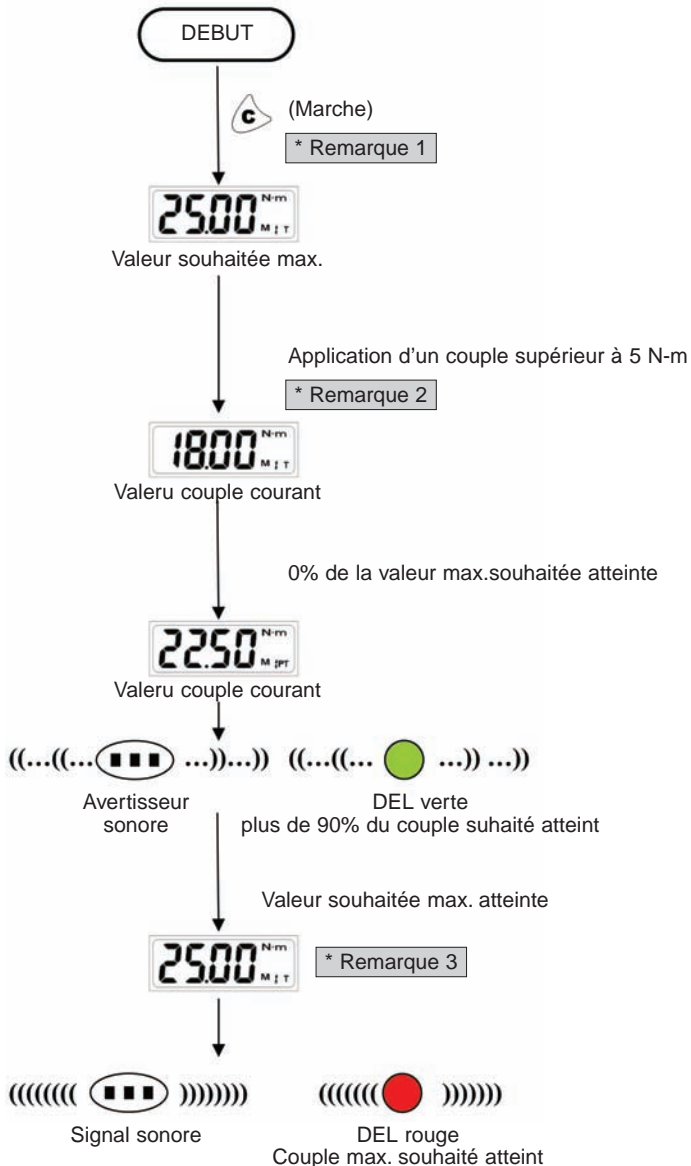 DEBUT
C (Marche)
* Remarque 1
25.00 N·m
M T
Valeur souhaitée max.
Application d'un couple supérieur à 5 N-m
* Remarque 2
18.00 N·m
M T
Valeru couple courant
0% de la valeur max.souhaitée atteinte
22.50 N·m
M PT
Valeru couple courant
((...((... ...))...)) ((...((... ...)) ...))
Avertisseur
sonore
DEL verte
plus de 90% du couple suhaité atteint
Valeur souhaitée max. atteinte
25.00 N·m
M T
* Remarque 3
(((((((( )))))))) ((((((( )))))))
Signal sonore
DEL rouge
Couple max. souhaité atteint